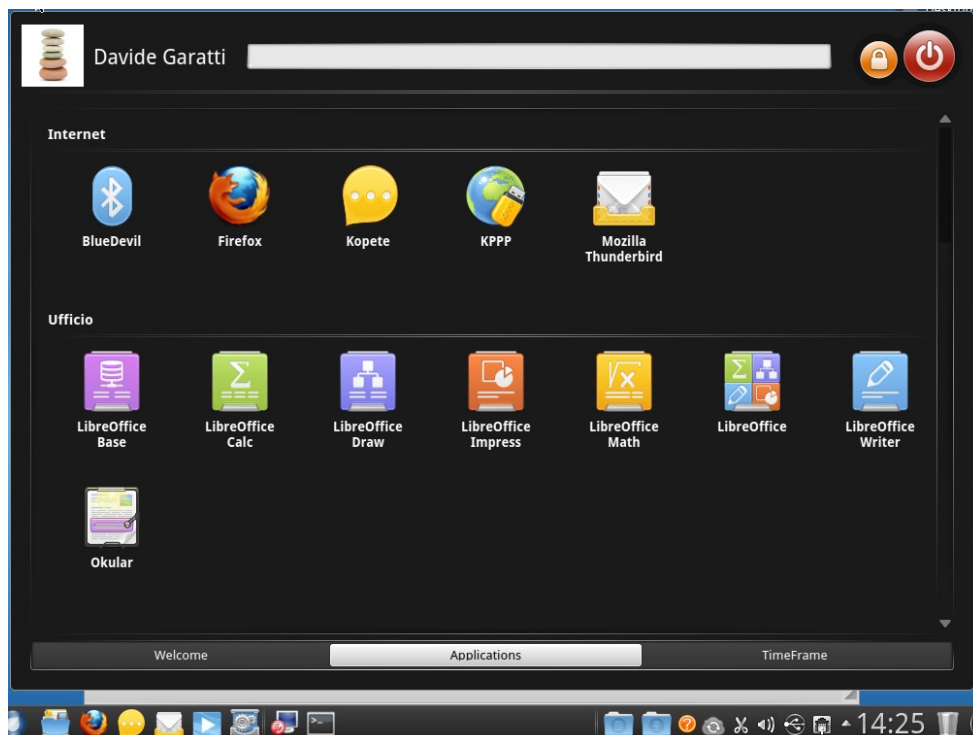 Davide Garatti
Internet
BlueDevil
Firefox
Kopete
KPPP
Mozilla
Thunderbird
Ufficio
LibreOffice
Base
LibreOffice
Calc
LibreOffice
Draw
LibreOffice
Impress
LibreOffice
Math
LibreOffice
LibreOffice
Writer
Okular
Welcome
Applications
TimeFrame
14:25